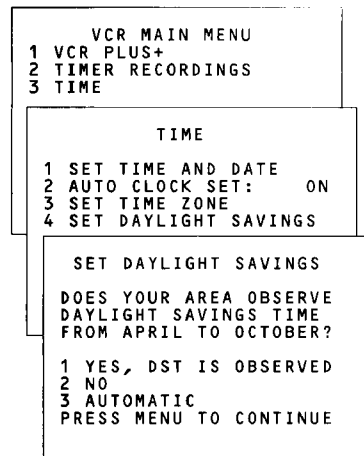 VCR MAIN MENU
1 VCR PLUS+
2 TIMER RECORDINGS
3 TIME
TIME
1 SET TIME AND DATE
2 AUTO CLOCK SET: ON
3 SET TIME ZONE
4 SET DAYLIGHT SAVINGS
SET DAYLIGHT SAVINGS
DOES YOUR AREA OBSERVE
DAYLIGHT SAVINGS TIME
FROM APRIL TO OCTOBER?
1 YES, DST IS OBSERVED
2 NO
3 AUTOMATIC
PRESS MENU TO CONTINUE